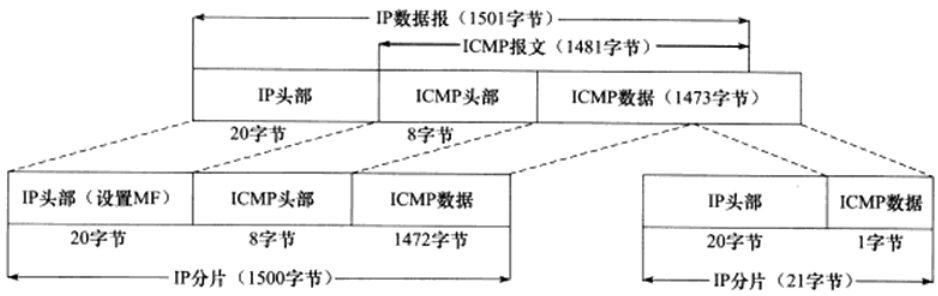 IP数据报（1501字节）
ICMP报文（1481字节）
IP头部 ICMP头部 ICMP数据（1473字节）
20字节 8字节
IP头部（设置MF） ICMP头部 ICMP数据 IP头部 ICMP数据
20字节 8字节 1472字节 20字节 1字节
IP分片（1500字节） IP分片（21字节）